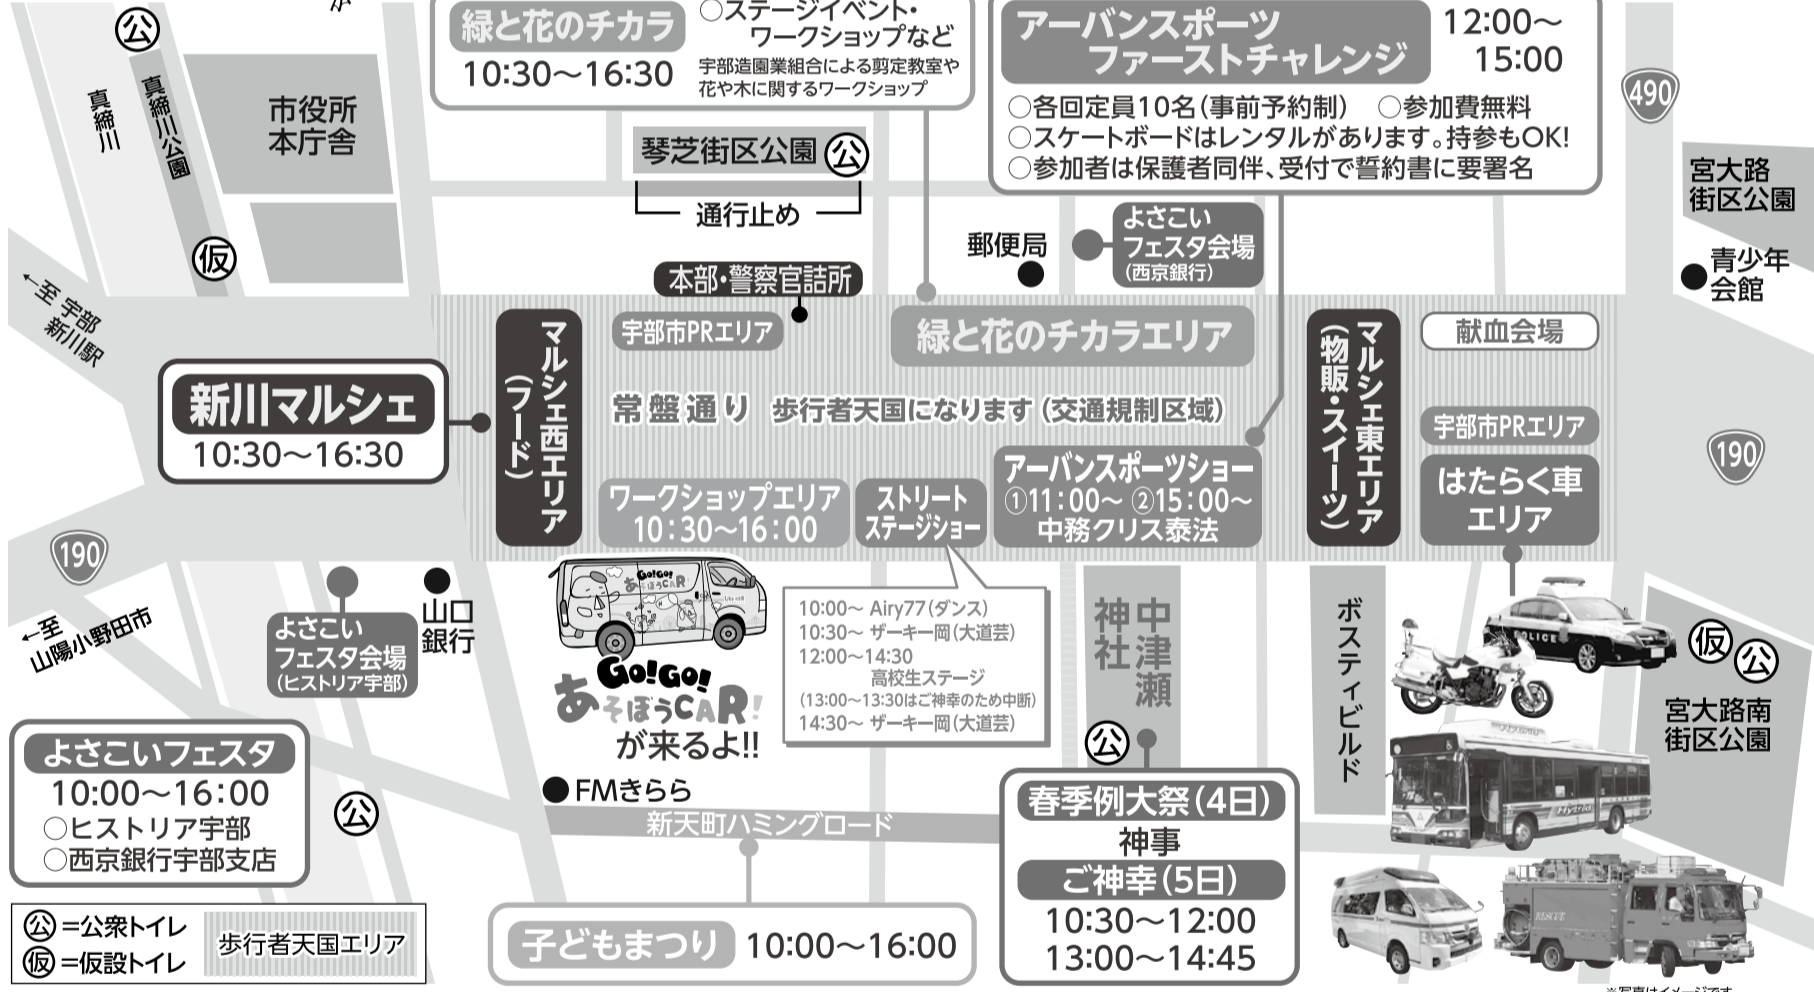 公
真締川
真締川公園
仮
市役所
本庁舎
緑と花のチカラ
10:30～16:30
○ステージイベント・
ワークショップなど
宇部造園業組合による剪定教室や
花や木に関するワークショップ
アーバンスポーツ
ファーストチャレンジ
12:00～
15:00
○各回定員10名（事前予約制） ○参加費無料
○スケートボードはレンタルがあります。持参もOK！
○参加者は保護者同伴、受付で誓約書に要署名
490
宮大路
街区公園
青少年
会館
琴芝街区公園 公
通行止め
郵便局
よさこい
フェスタ会場
（西京銀行）
本部・警察官詰所
←至 宇部
新川駅
新川マルシェ
10:30～16:30
マルシェ西エリア
（フード）
宇部市PRエリア
緑と花のチカラエリア
常盤通り 歩行者天国になります（交通規制区域）
マルシェ東エリア
（物販・スイーツ）
献血会場
宇部市PRエリア
はたらく車
エリア
190
ワークショップエリア
10：30～16：00
ストリート
ステージショー
アーバンスポーツショー
①11：00～ ②15：00～
中務クリス泰法
190
←至
山陽小野田市
よさこい
フェスタ会場
（ヒストリア宇部）
山口
銀行
GO!GO!
あそぼうCAR
GO!GO!
あそぼうCAR!
が来るよ!!
10:00～ Airy77（ダンス）
10:30～ ザーキー岡（大道芸）
12:00～14:30
高校生ステージ
（13:00～13:30はご神幸のため中断）
14:30～ ザーキー岡（大道芸）
中津瀬
神社
公
ボスティビルド
POLICE
仮 公
宮大路南
街区公園
よさこいフェスタ
10:00～16:00
○ヒストリア宇部
○西京銀行宇部支店
公
FMきらら
新天町ハミングロード
子どもまつり 10:00～16:00
春季例大祭（4日）
神事
ご神幸（5日）
10:30～12:00
13:00～14:45
Hybrid
RESCUE
公=公衆トイレ
仮=仮設トイレ
歩行者天国エリア